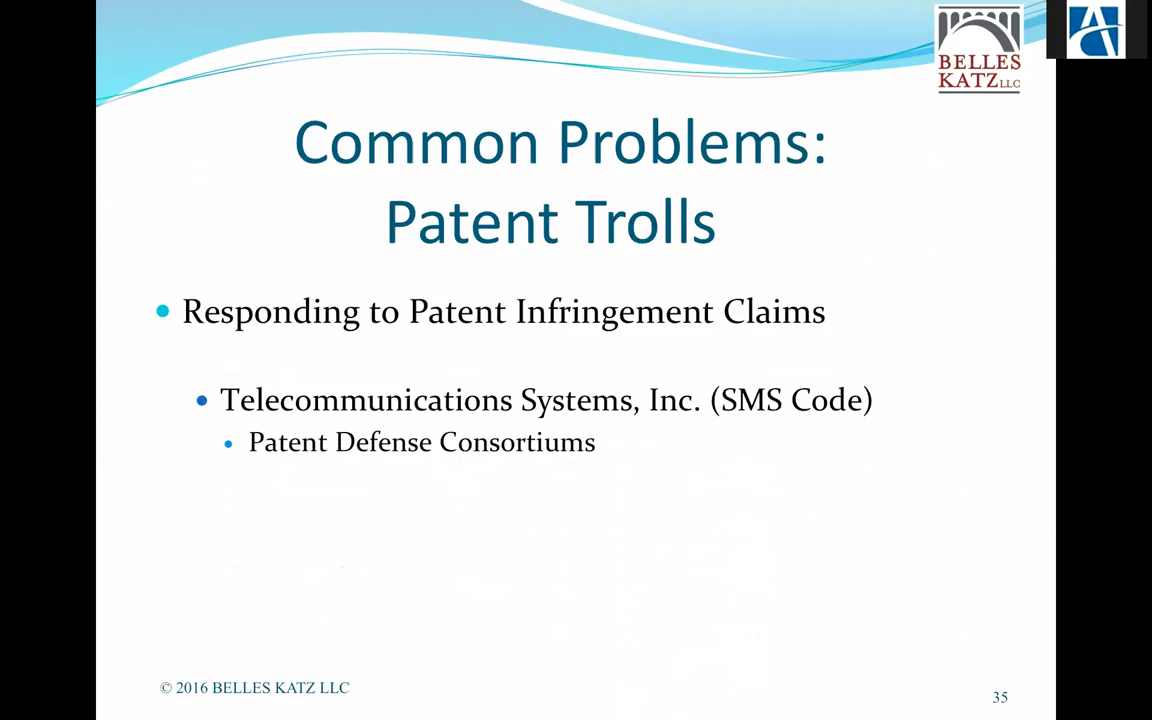 BELLES
KATZ LLC
Common Problems:
Patent Trolls
• Responding to Patent Infringement Claims
• Telecommunications Systems, Inc. (SMS Code)
• Patent Defense Consortiums
© 2016 BELLES KATZ LLC
35